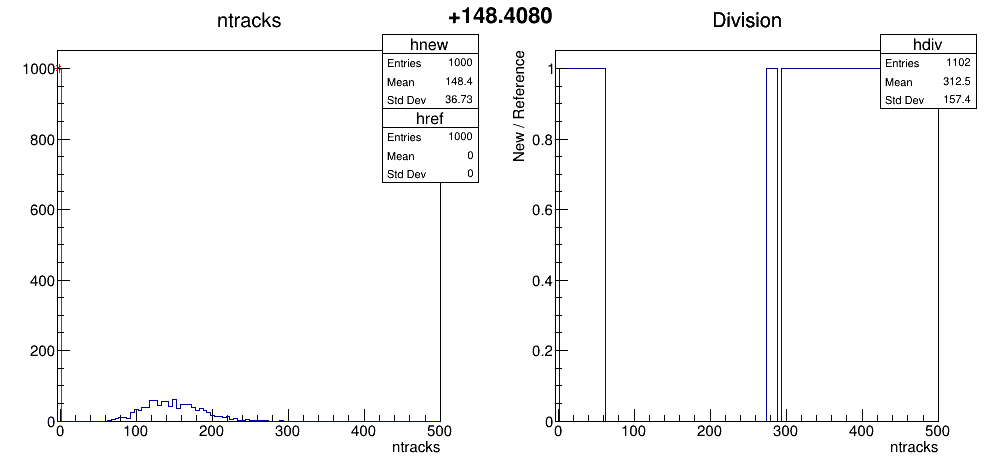 +148.4080
ntracks
hnew
Entries 1000
Mean 148.4
Std Dev 36.73
href
Entries 1000
Mean 0
Std Dev 0
1000
800
600
400
200
0
0 100 200 300 400 500
ntracks
Division
hdiv
Entries 1102
Mean 312.5
Std Dev 157.4
New / Reference
1
0.8
0.6
0.4
0.2
0
0 100 200 300 400 500
ntracks